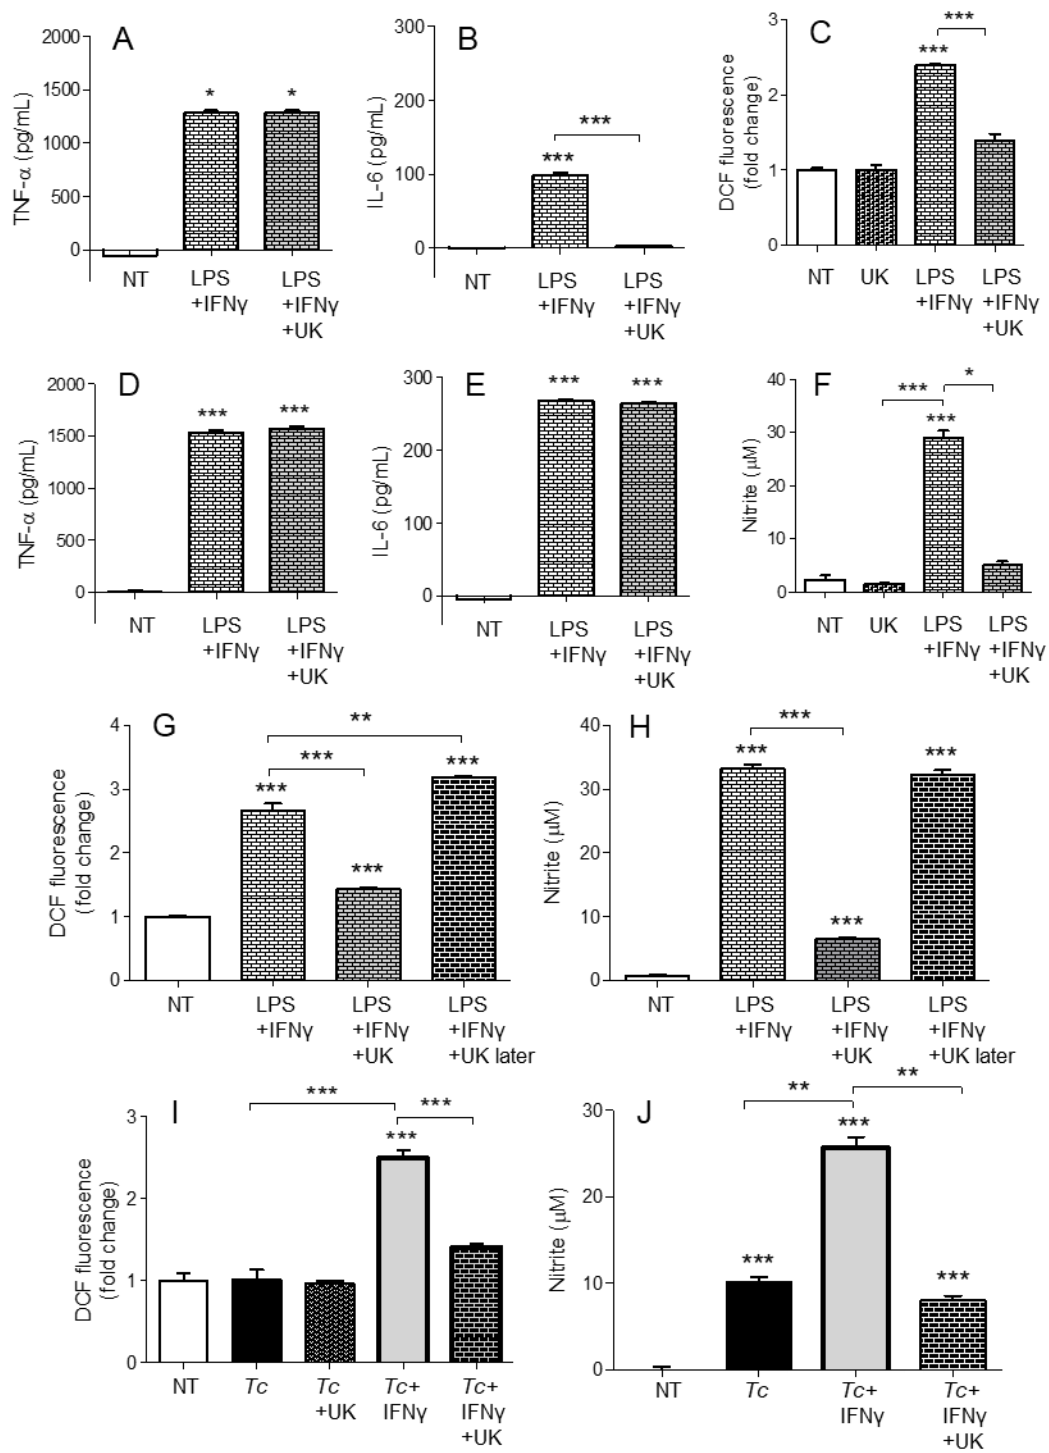 A
TNF-α (pg/mL)
2000
1500
1000
500
0
*
*
NT
LPS
+IFNγ
LPS
+IFNγ
+UK
B
IL-6 (pg/mL)
300
200
100
0
***
***
NT
LPS
+IFNγ
LPS
+IFNγ
+UK
C
DCF fluorescence
(fold change)
3
2
1
0
***
***
NT
UK
LPS
+IFNγ
LPS
+IFNγ
+UK
D
TNF-α (pg/mL)
2000
1500
1000
500
0
***
***
NT
LPS
+IFNγ
LPS
+IFNγ
+UK
E
IL-6 (pg/mL)
300
200
100
0
***
***
NT
LPS
+IFNγ
LPS
+IFNγ
+UK
F
Nitrite (μM)
40
30
20
10
0
***
*
***
NT
UK
LPS
+IFNγ
LPS
+IFNγ
+UK
G
DCF fluorescence
(fold change)
4
3
2
1
0
**
***
***
***
***
NT
LPS
+IFNγ
LPS
+IFNγ
+UK
LPS
+IFNγ
+UK later
H
Nitrite (μM)
40
30
20
10
0
***
***
***
***
NT
LPS
+IFNγ
LPS
+IFNγ
+UK
LPS
+IFNγ
+UK later
I
DCF fluorescence
(fold change)
3
2
1
0
***
***
***
NT
Tc
Tc
+UK
Tc+
IFNγ
Tc+
IFNγ
+UK
J
Nitrite (μM)
30
20
10
0
**
**
***
***
***
NT
Tc
Tc+
IFNγ
Tc+
IFNγ
+UK